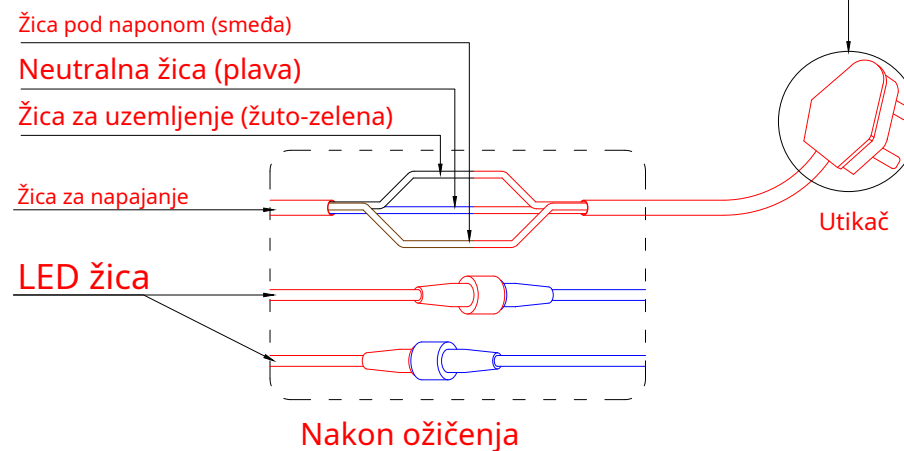 Žica pod naponom (smeđa)
Neutralna žica (plava)
Žica za uzemljenje (žuto-zelena)
Žica za napajanje
Utikač
LED žica
Nakon ožičenja